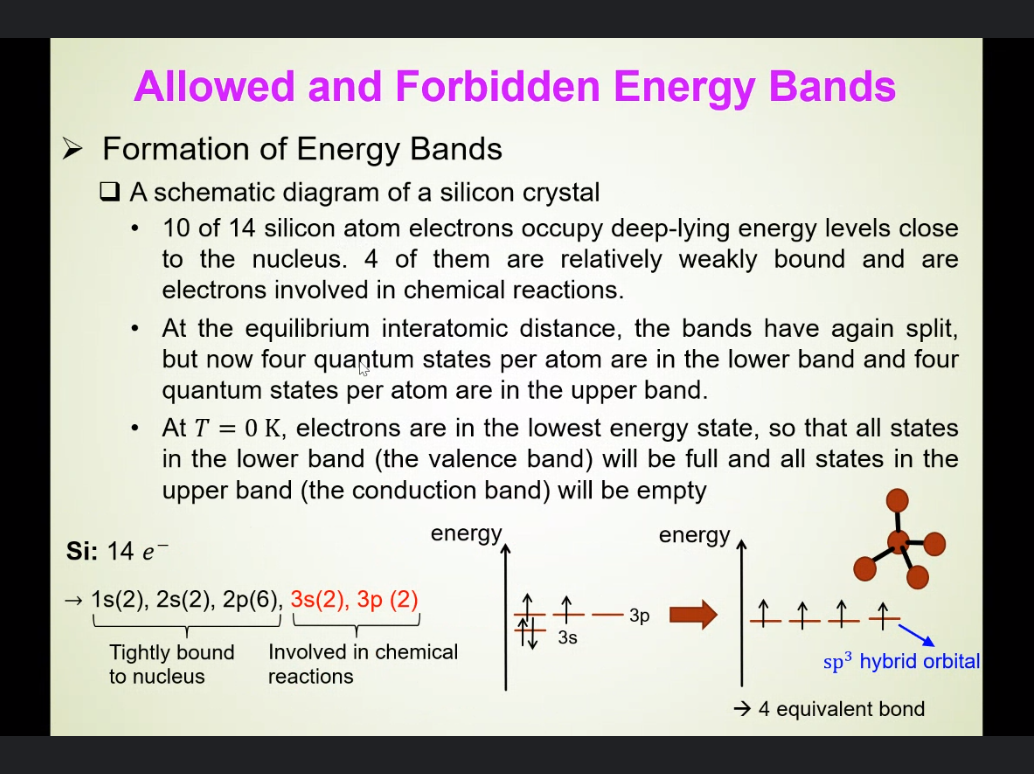 Allowed and Forbidden Energy Bands
➢ Formation of Energy Bands
❑ A schematic diagram of a silicon crystal
• 10 of 14 silicon atom electrons occupy deep-lying energy levels close
to the nucleus. 4 of them are relatively weakly bound and are
electrons involved in chemical reactions.
• At the equilibrium interatomic distance, the bands have again split,
but now four quantum states per atom are in the lower band and four
quantum states per atom are in the upper band.
• At T = 0 K, electrons are in the lowest energy state, so that all states
in the lower band (the valence band) will be full and all states in the
upper band (the conduction band) will be empty
Si: 14 e⁻
→ 1s(2), 2s(2), 2p(6), 3s(2), 3p (2)
Tightly bound
to nucleus
Involved in chemical
reactions
energy
3p
3s
energy
sp³ hybrid orbital
→ 4 equivalent bond